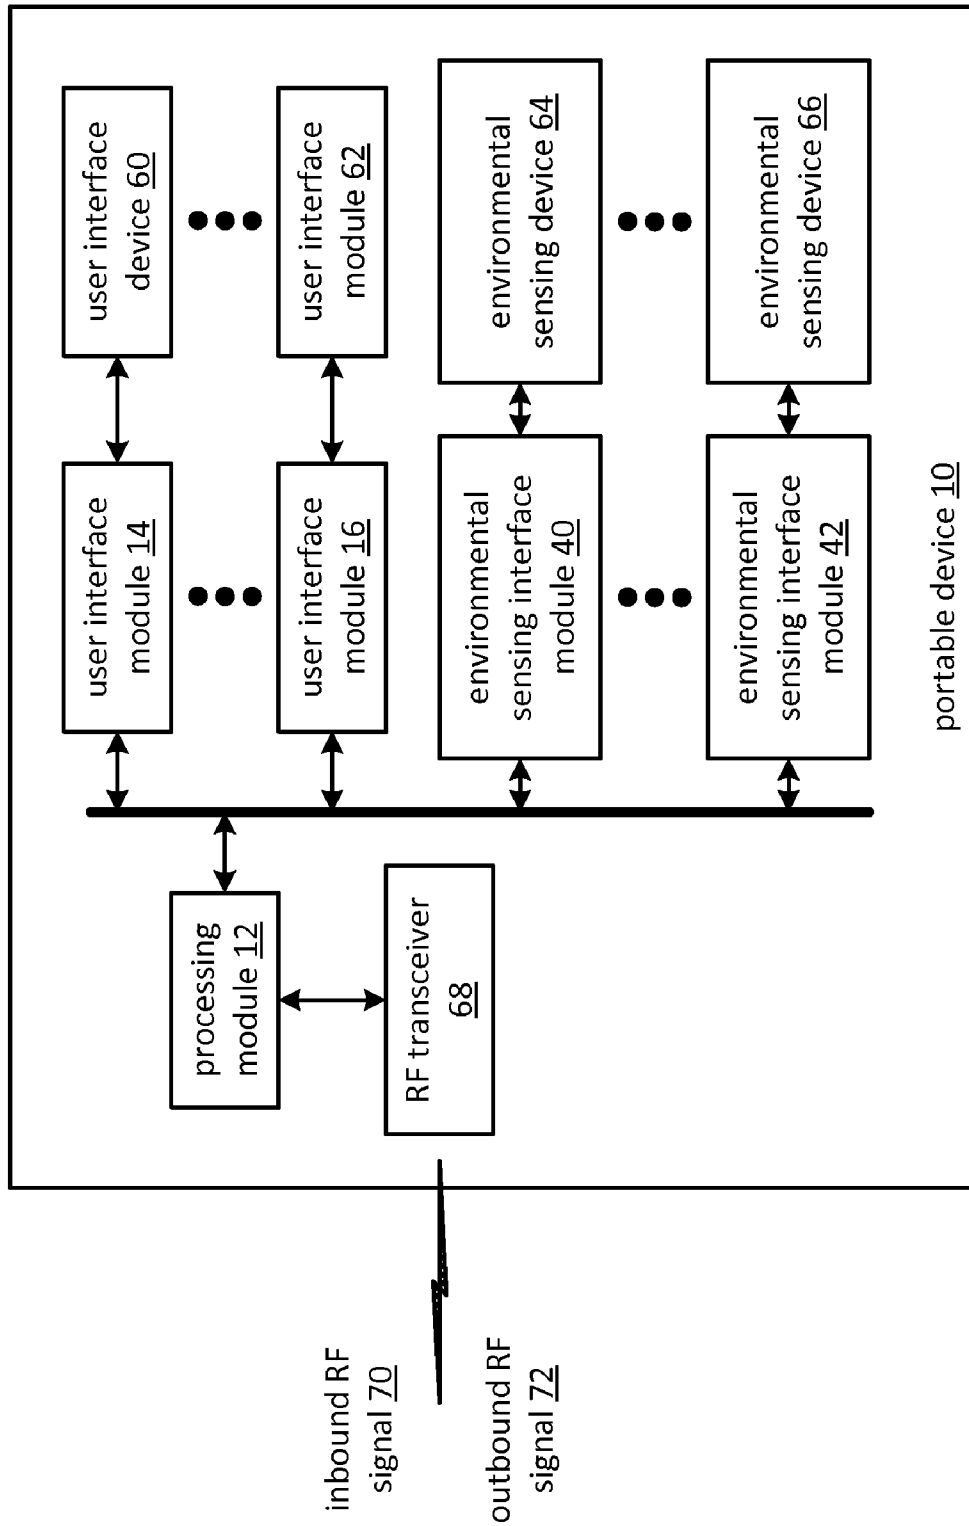 user interface
device 60
user interface
module 62
environmental
sensing device 64
environmental
sensing device 66
user interface
module 14
user interface
module 16
environmental
sensing interface
module 40
environmental
sensing interface
module 42
processing
module 12
RF transceiver
68
portable device 10
inbound RF
signal 70
outbound RF
signal 72